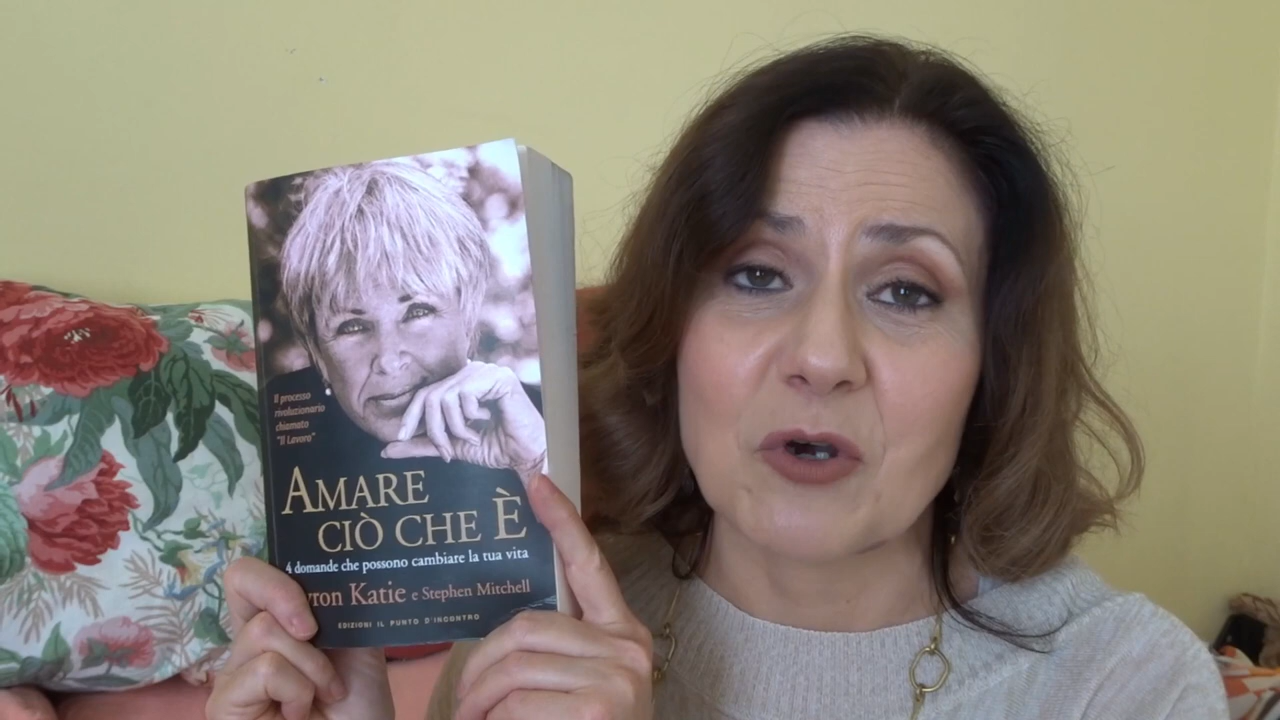 Il processo
rivoluzionario
chiamato
"Il Lavoro"
AMARE
CIÒ CHE È
4 domande che possono cambiare la tua vita
yron Katie e Stephen Mitchell
EDIZIONI IL PUNTO D'INCONTRO